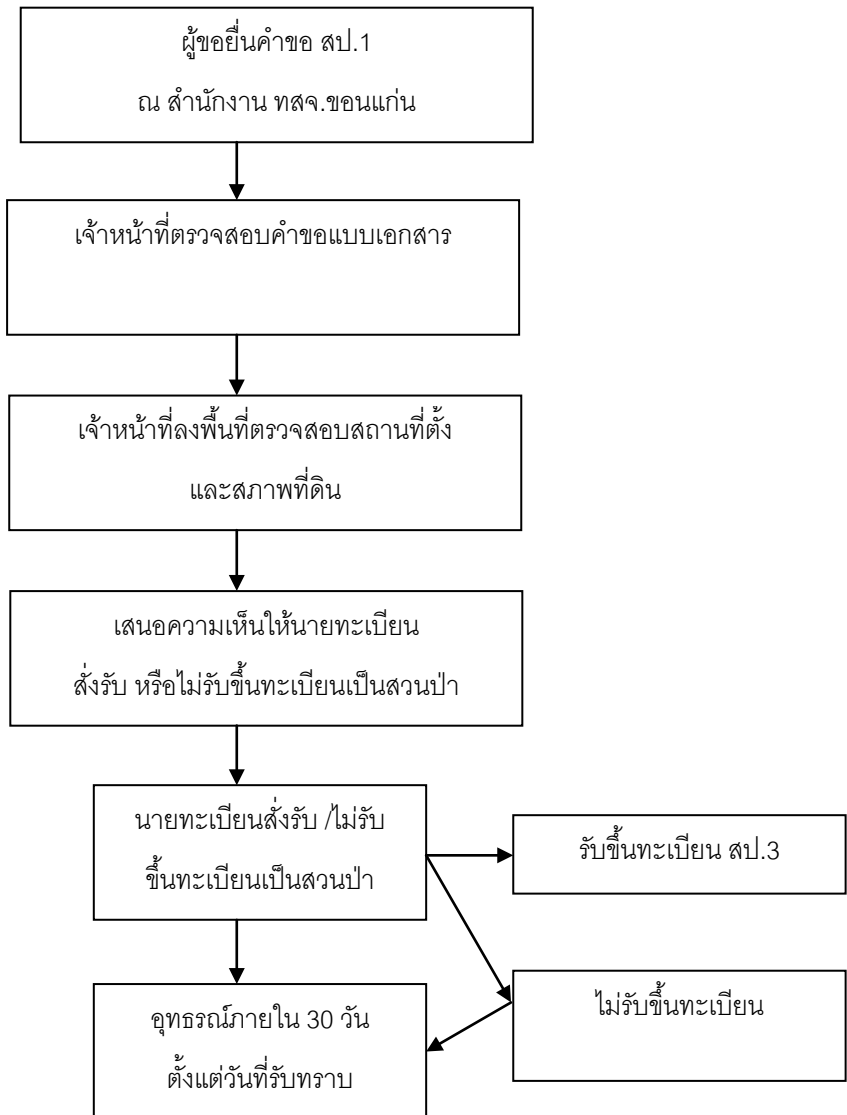 ผู้ขอยื่นคำขอ สป.1
ณ สำนักงาน ทสจ.ขอนแก่น
เจ้าหน้าที่ตรวจสอบคำขอแบบเอกสาร
เจ้าหน้าที่ลงพื้นที่ตรวจสอบสถานที่ตั้ง
และสภาพที่ดิน
เสนอความเห็นให้นายทะเบียน
สั่งรับ หรือไม่รับขึ้นทะเบียนเป็นสวนป่า
นายทะเบียนสั่งรับ /ไม่รับ
ขึ้นทะเบียนเป็นสวนป่า
รับขึ้นทะเบียน สป.3
ไม่รับขึ้นทะเบียน
อุทธรณ์ภายใน 30 วัน
ตั้งแต่วันที่รับทราบ